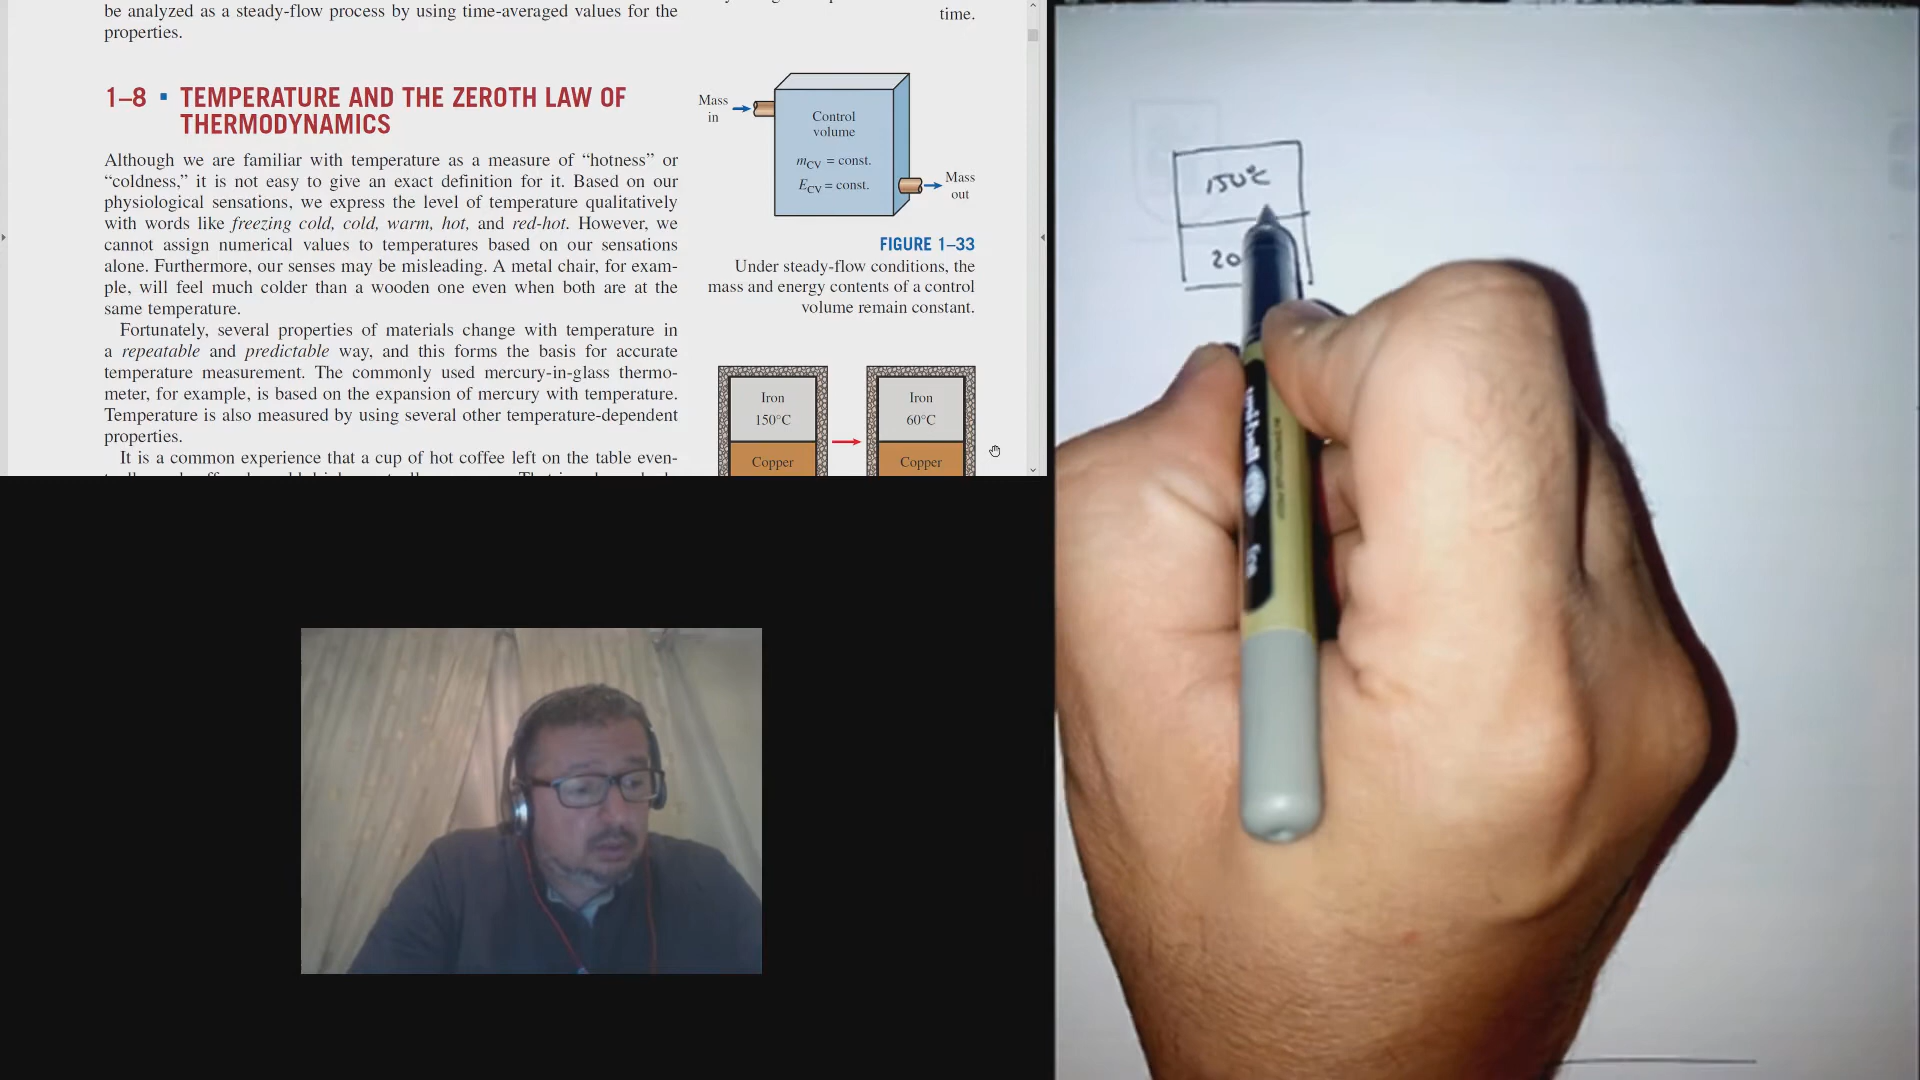 be analyzed as a steady-flow process by using time-averaged values for the
properties.
time.
1–8 ▪ TEMPERATURE AND THE ZEROTH LAW OF
THERMODYNAMICS
Although we are familiar with temperature as a measure of “hotness” or
“coldness,” it is not easy to give an exact definition for it. Based on our
physiological sensations, we express the level of temperature qualitatively
with words like freezing cold, cold, warm, hot, and red-hot. However, we
cannot assign numerical values to temperatures based on our sensations
alone. Furthermore, our senses may be misleading. A metal chair, for exam-
ple, will feel much colder than a wooden one even when both are at the
same temperature.
Fortunately, several properties of materials change with temperature in
a repeatable and predictable way, and this forms the basis for accurate
temperature measurement. The commonly used mercury-in-glass thermo-
meter, for example, is based on the expansion of mercury with temperature.
Temperature is also measured by using several other temperature-dependent
properties.
It is a common experience that a cup of hot coffee left on the table even-
Mass
in
Control
volume
mCV = const.
ECV = const.
Mass
out
FIGURE 1–33
Under steady-flow conditions, the
mass and energy contents of a control
volume remain constant.
Iron
150°C
Copper
Iron
60°C
Copper
150°C
20